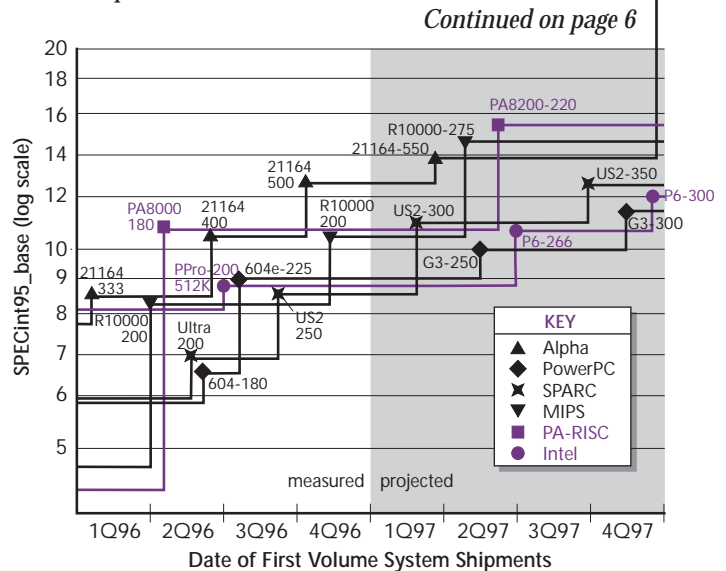 Continued on page 6
SPECint95_base (log scale)
20
18
16
14
12
10
9
8
7
6
5
PA8200-220
R10000-275
21164-550
US2-350
P6-300
G3-300
21164
500
PA8000
180
21164
400
R10000
200
US2-300
P6-266
G3-250
21164
333
PPro-200
512K
604e-225
R10000
200
Ultra
200
US2
250
604-180
KEY
Alpha
PowerPC
SPARC
MIPS
PA-RISC
Intel
measured
projected
1Q96
2Q96
3Q96
4Q96
1Q97
2Q97
3Q97
4Q97
Date of First Volume System Shipments